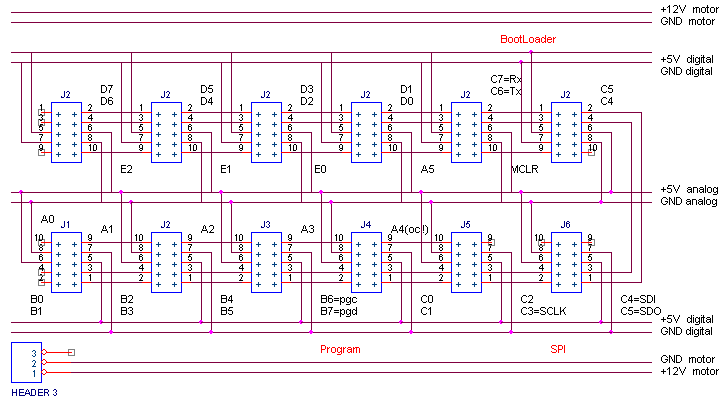 +12V motor
GND motor
BootLoader
+5V digital
GND digital
C7=Rx
C6=Tx
J2 D7 J2 D5 J2 D3 J2 D1 J2 J2 C5
D6 D4 D2 D0 C4
1 2 1 2 1 2 1 2 1 2 1 2
3 4 3 4 3 4 3 4 3 4 3 4
5 6 5 6 5 6 5 6 5 6 5 6
7 8 7 8 7 8 7 8 7 8 7 8
9 10 9 10 9 10 9 10 9 10 9 10
E2 E1 E0 A5 MCLR
+5V analog
GND analog
A0 J1 A1 J2 A2 J3 A3 J4 A4(oc!) J5 J6
10 9 10 9 10 9 10 9 10 9 10 9
8 7 8 7 8 7 8 7 8 7 8 7
6 5 6 5 6 5 6 5 6 5 6 5
4 3 4 3 4 3 4 3 4 3 4 3
2 1 2 1 2 1 2 1 2 1 2 1
B0 B2 B4 B6=pgc C0 C2 C4=SDI
B1 B3 B5 B7=pgd C1 C3=SCLK C5=SDO
+5V digital
GND digital
Program SPI
3
2 GND motor
1 +12V motor
HEADER 3